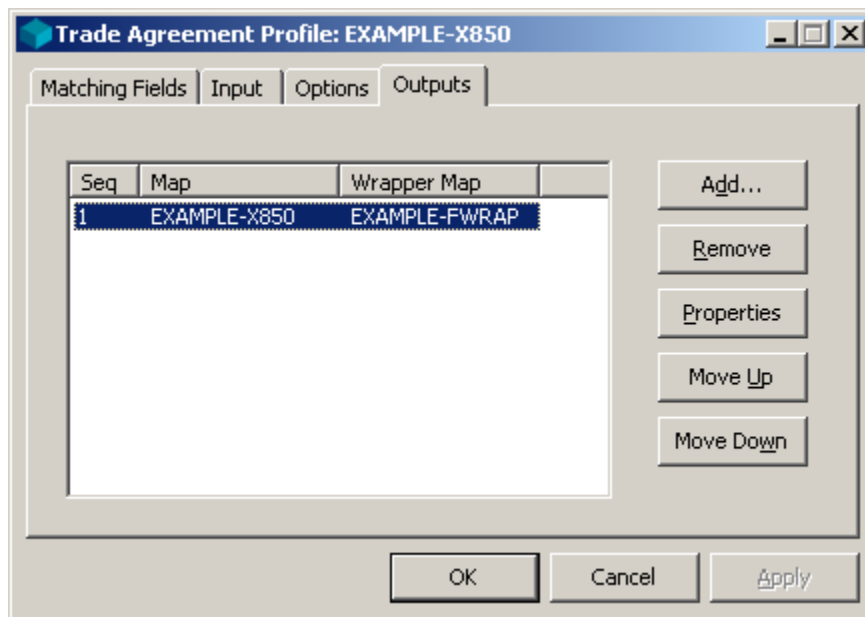 Trade Agreement Profile: EXAMPLE-X850
Matching Fields Input Options Outputs
Seq Map Wrapper Map
1 EXAMPLE-X850 EXAMPLE-FWRAP
Add...
Remove
Properties
Move Up
Move Down
OK Cancel Apply